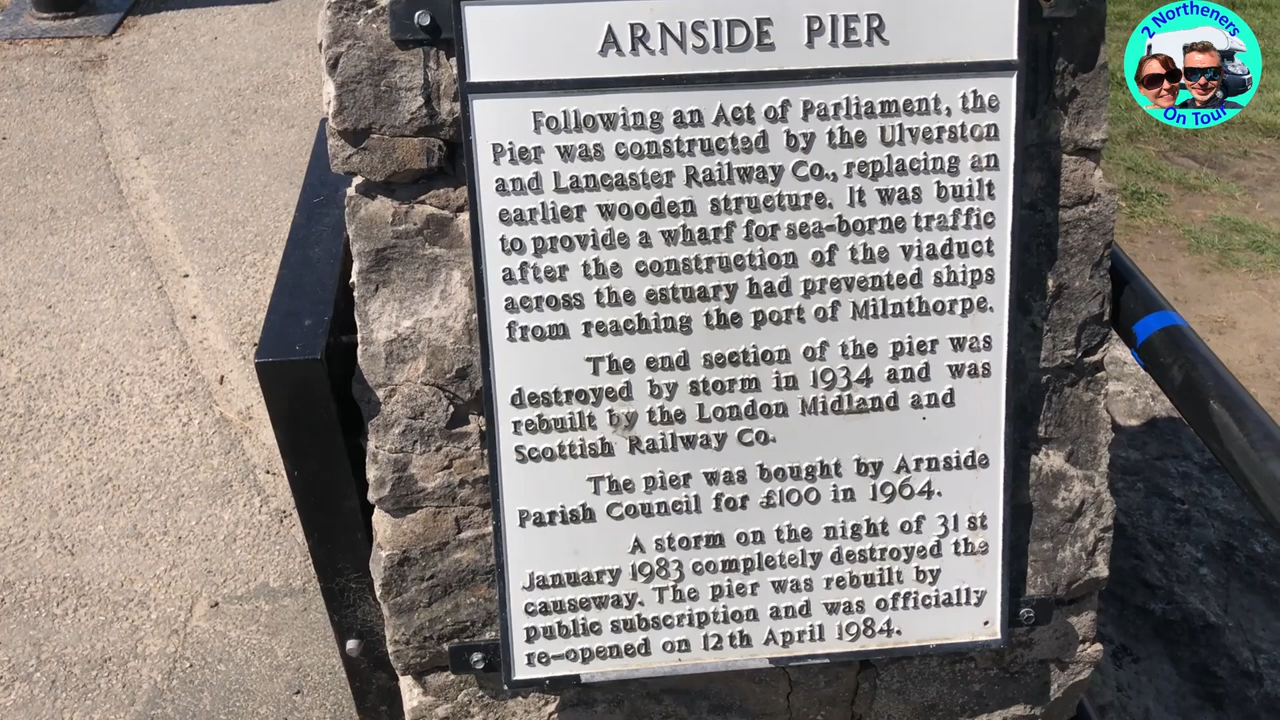 ARNSIDE PIER
Following an Act of Parliament, the
Pier was constructed by the Ulverston
and Lancaster Railway Co., replacing an
earlier wooden structure. It was built
to provide a wharf for sea-borne traffic
after the construction of the viaduct
across the estuary had prevented ships
from reaching the port of Milnthorpe.
The end section of the pier was
destroyed by storm in 1934 and was
rebuilt by the London Midland and
Scottish Railway Co.
The pier was bought by Arnside
Parish Council for £100 in 1964.
A storm on the night of 31st
January 1983 completely destroyed the
causeway. The pier was rebuilt by
public subscription and was officially
re-opened on 12th April 1984.
2 Northeners
On Tour